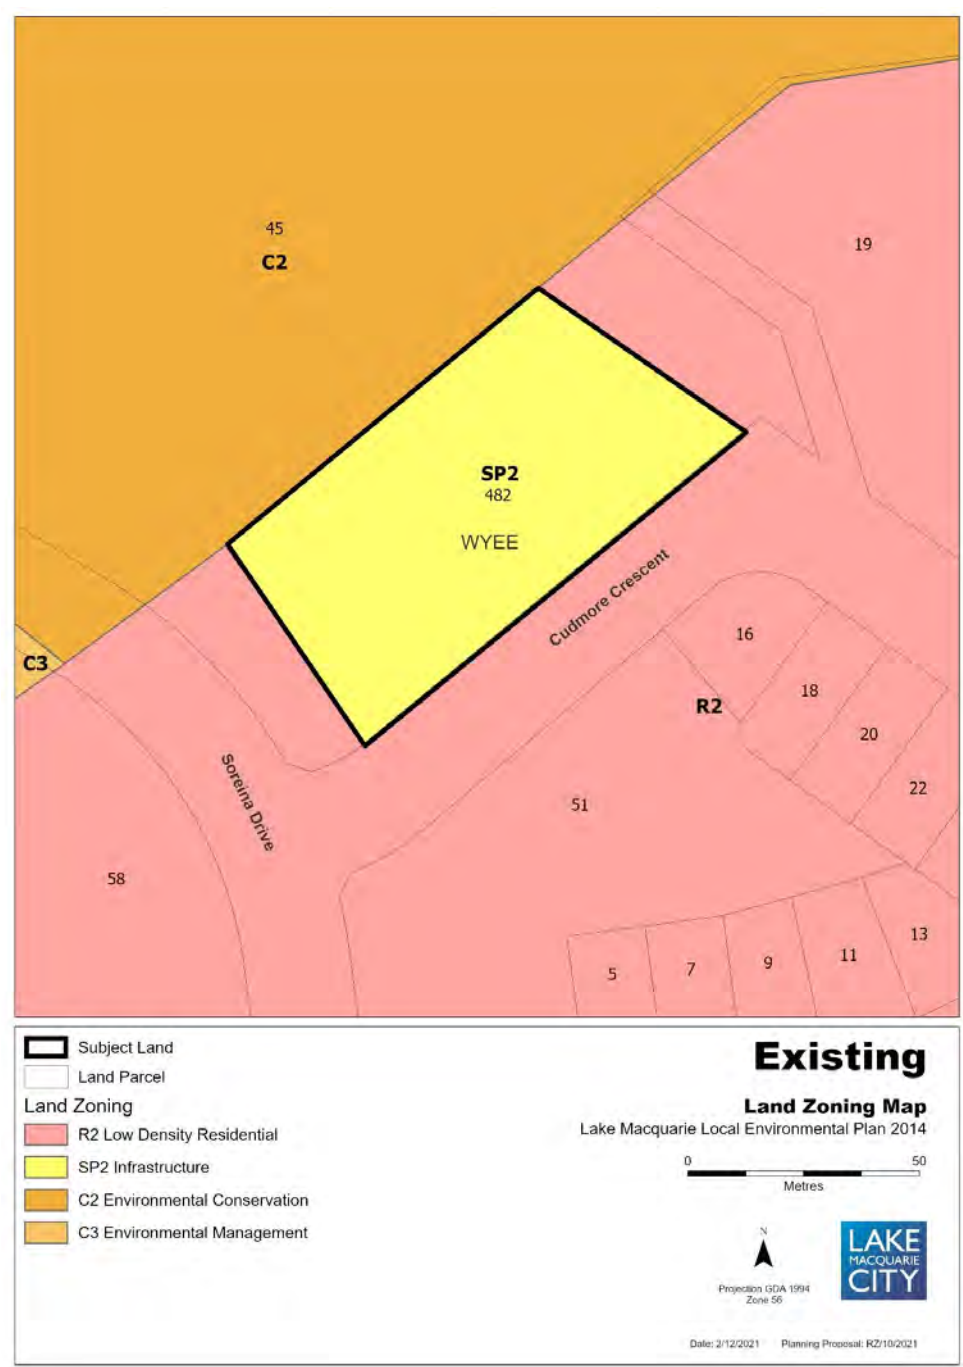 45
C2
19
SP2
482
WYEE
Cudmore Crescent
16
C3
18
R2
20
22
51
Soreina Drive
58
13
11
9
7
5
Subject Land
Land Parcel
Land Zoning
R2 Low Density Residential
SP2 Infrastructure
C2 Environmental Conservation
C3 Environmental Management
Existing
Land Zoning Map
Lake Macquarie Local Environmental Plan 2014
0 50
Metres
N
Projection GDA 1994
Zone 56
LAKE
MACQUARIE
CITY
Date: 2/12/2021 Planning Proposal: RZ/10/2021